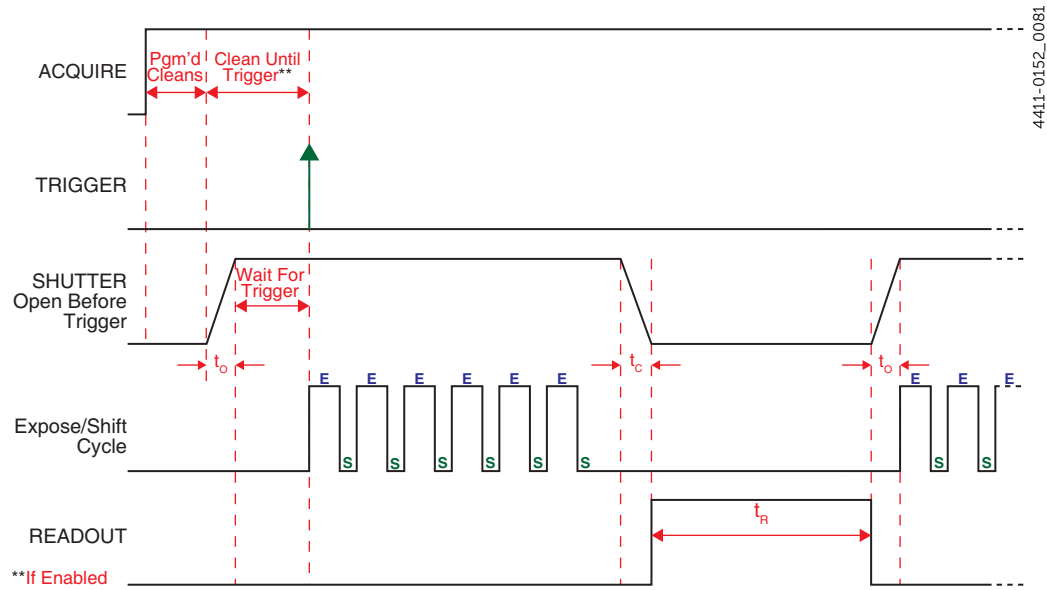 4411-0152_0081
ACQUIRE
Pgm'd
Cleans
Clean Until
Trigger**
TRIGGER
SHUTTER
Open Before
Trigger
Wait For
Trigger
tO
tC
tO
Expose/Shift
Cycle
E E E E E E E E E
S S S S S S S S
READOUT
tR
**If Enabled